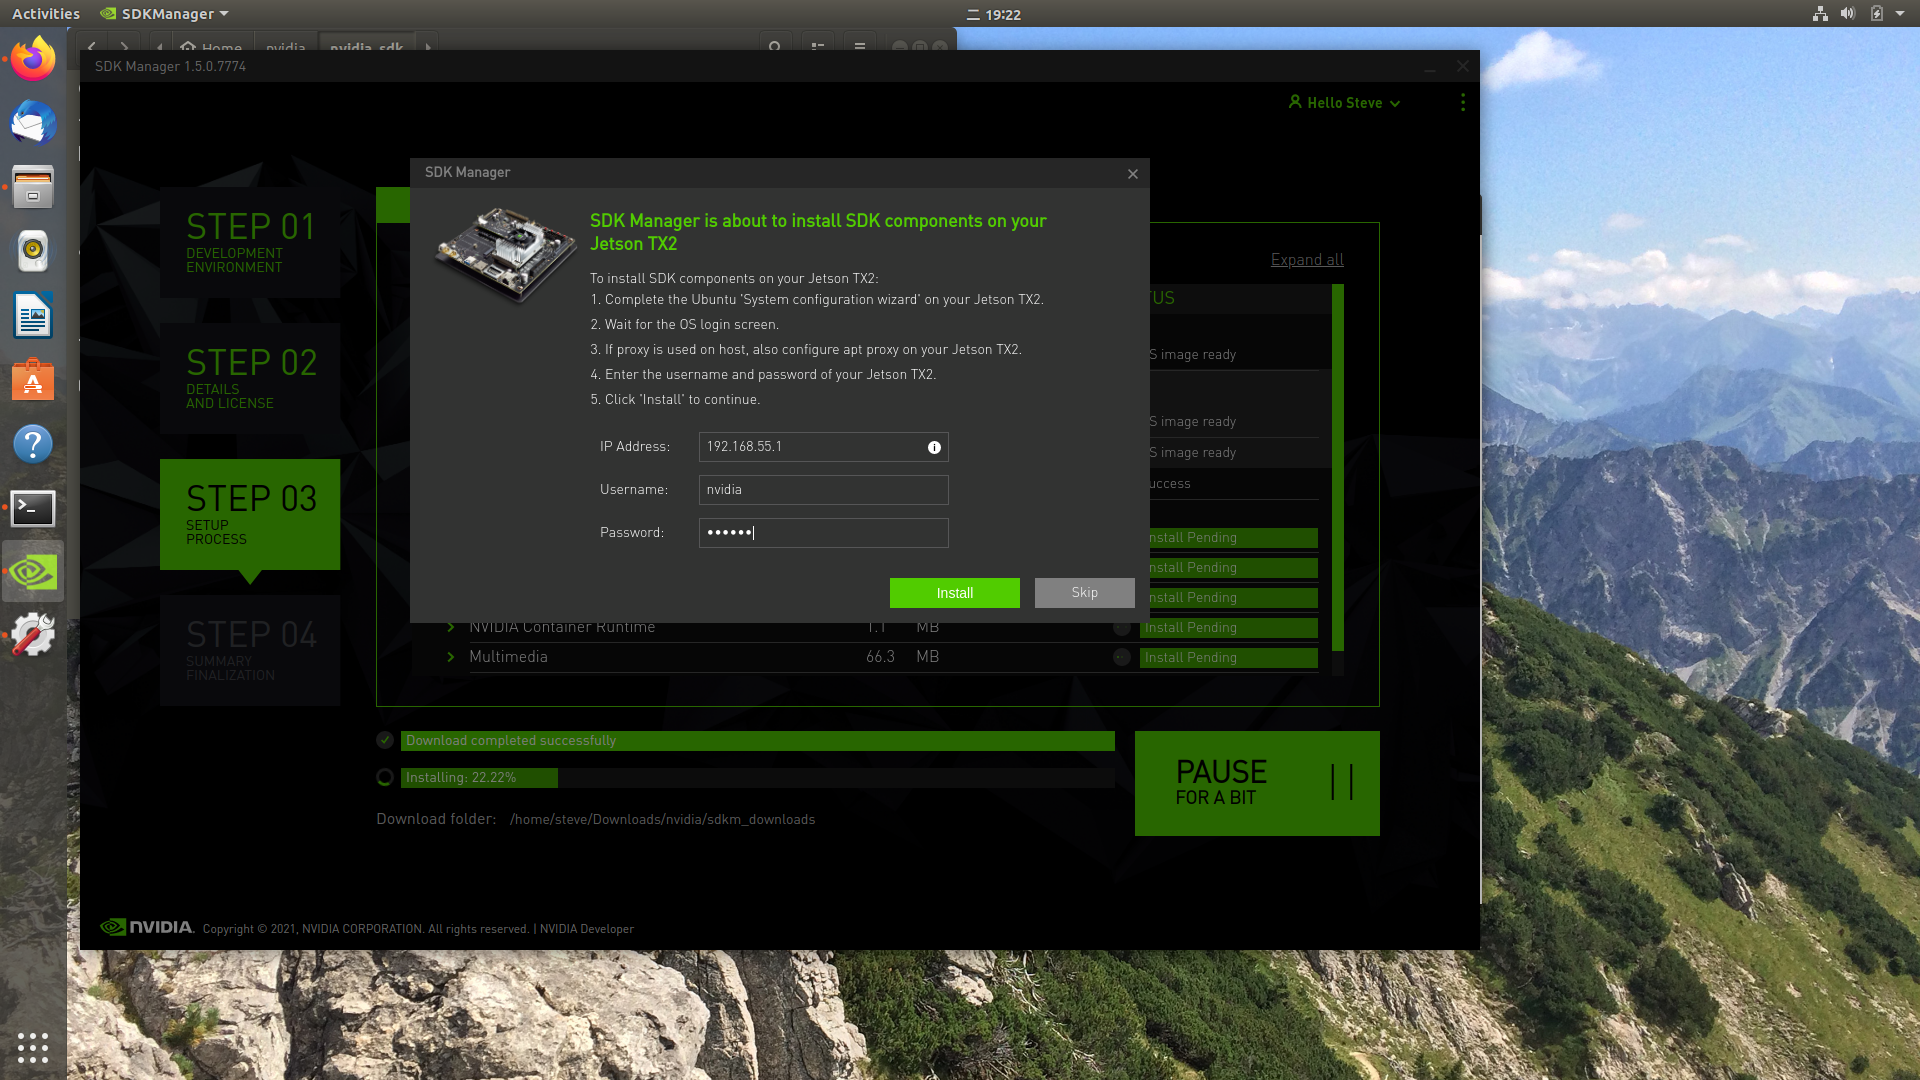 Activities
SDKManager
二 19:22
Home
nvidia
nvidia_sdk
SDK Manager 1.5.0.7774
Hello Steve
SDK Manager
SDK Manager is about to install SDK components on your
Jetson TX2
To install SDK components on your Jetson TX2:
1. Complete the Ubuntu 'System configuration wizard' on your Jetson TX2.
2. Wait for the OS login screen.
3. If proxy is used on host, also configure apt proxy on your Jetson TX2.
4. Enter the username and password of your Jetson TX2.
5. Click 'Install' to continue.
IP Address: 192.168.55.1
Username: nvidia
Password: ••••••
Install
Skip
STEP 01
DEVELOPMENT
ENVIRONMENT
STEP 02
DETAILS
AND LICENSE
STEP 03
SETUP
PROCESS
STEP 04
SUMMARY
FINALIZATION
Expand all
TUS
S image ready
S image ready
S image ready
uccess
nstall Pending
nstall Pending
nstall Pending
NVIDIA Container Runtime 1.1 MB Install Pending
Multimedia 66.3 MB Install Pending
Download completed successfully
Installing: 22.22%
Download folder: /home/steve/Downloads/nvidia/sdkm_downloads
PAUSE
FOR A BIT
NVIDIA. Copyright © 2021, NVIDIA CORPORATION. All rights reserved. | NVIDIA Developer